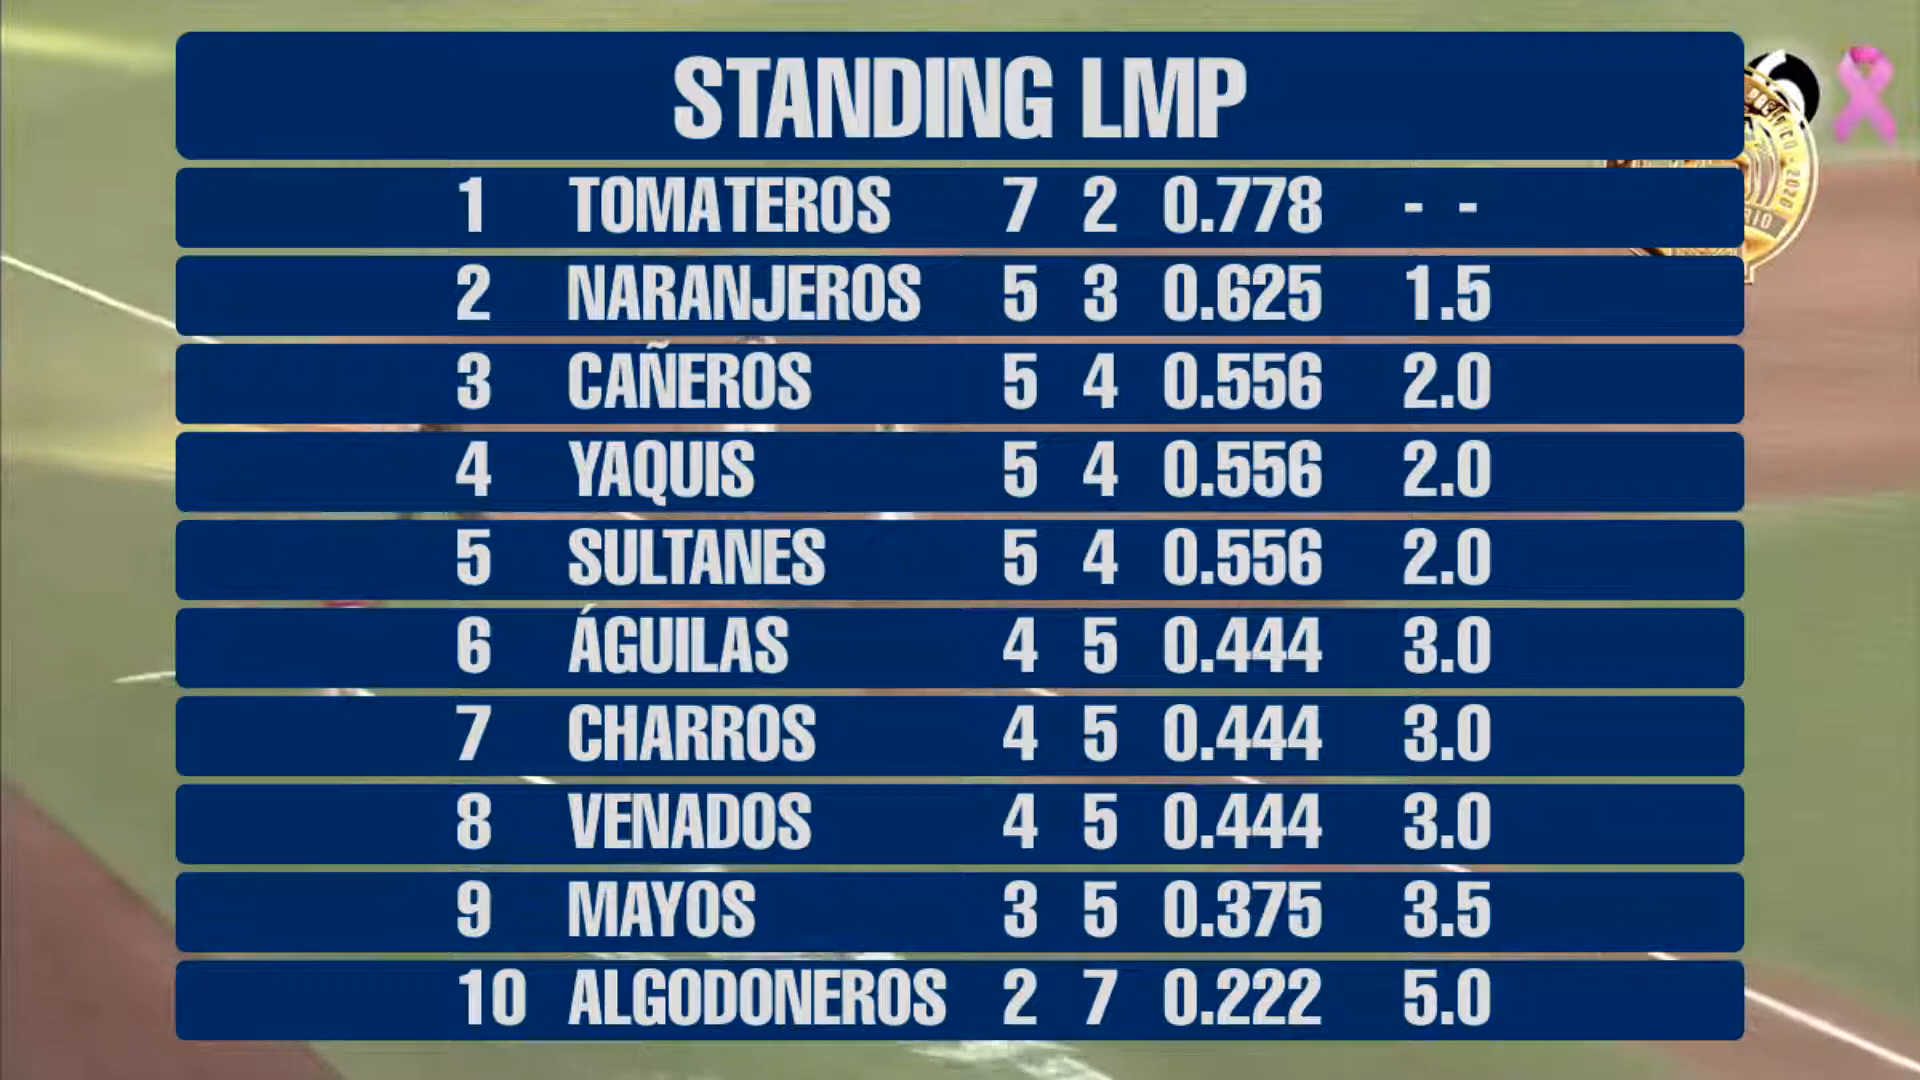 STANDING LMP
1 TOMATEROS 7 2 0.778 - -
2 NARANJEROS 5 3 0.625 1.5
3 CAÑEROS 5 4 0.556 2.0
4 YAQUIS 5 4 0.556 2.0
5 SULTANES 5 4 0.556 2.0
6 ÁGUILAS 4 5 0.444 3.0
7 CHARROS 4 5 0.444 3.0
8 VENADOS 4 5 0.444 3.0
9 MAYOS 3 5 0.375 3.5
10 ALGODONEROS 2 7 0.222 5.0